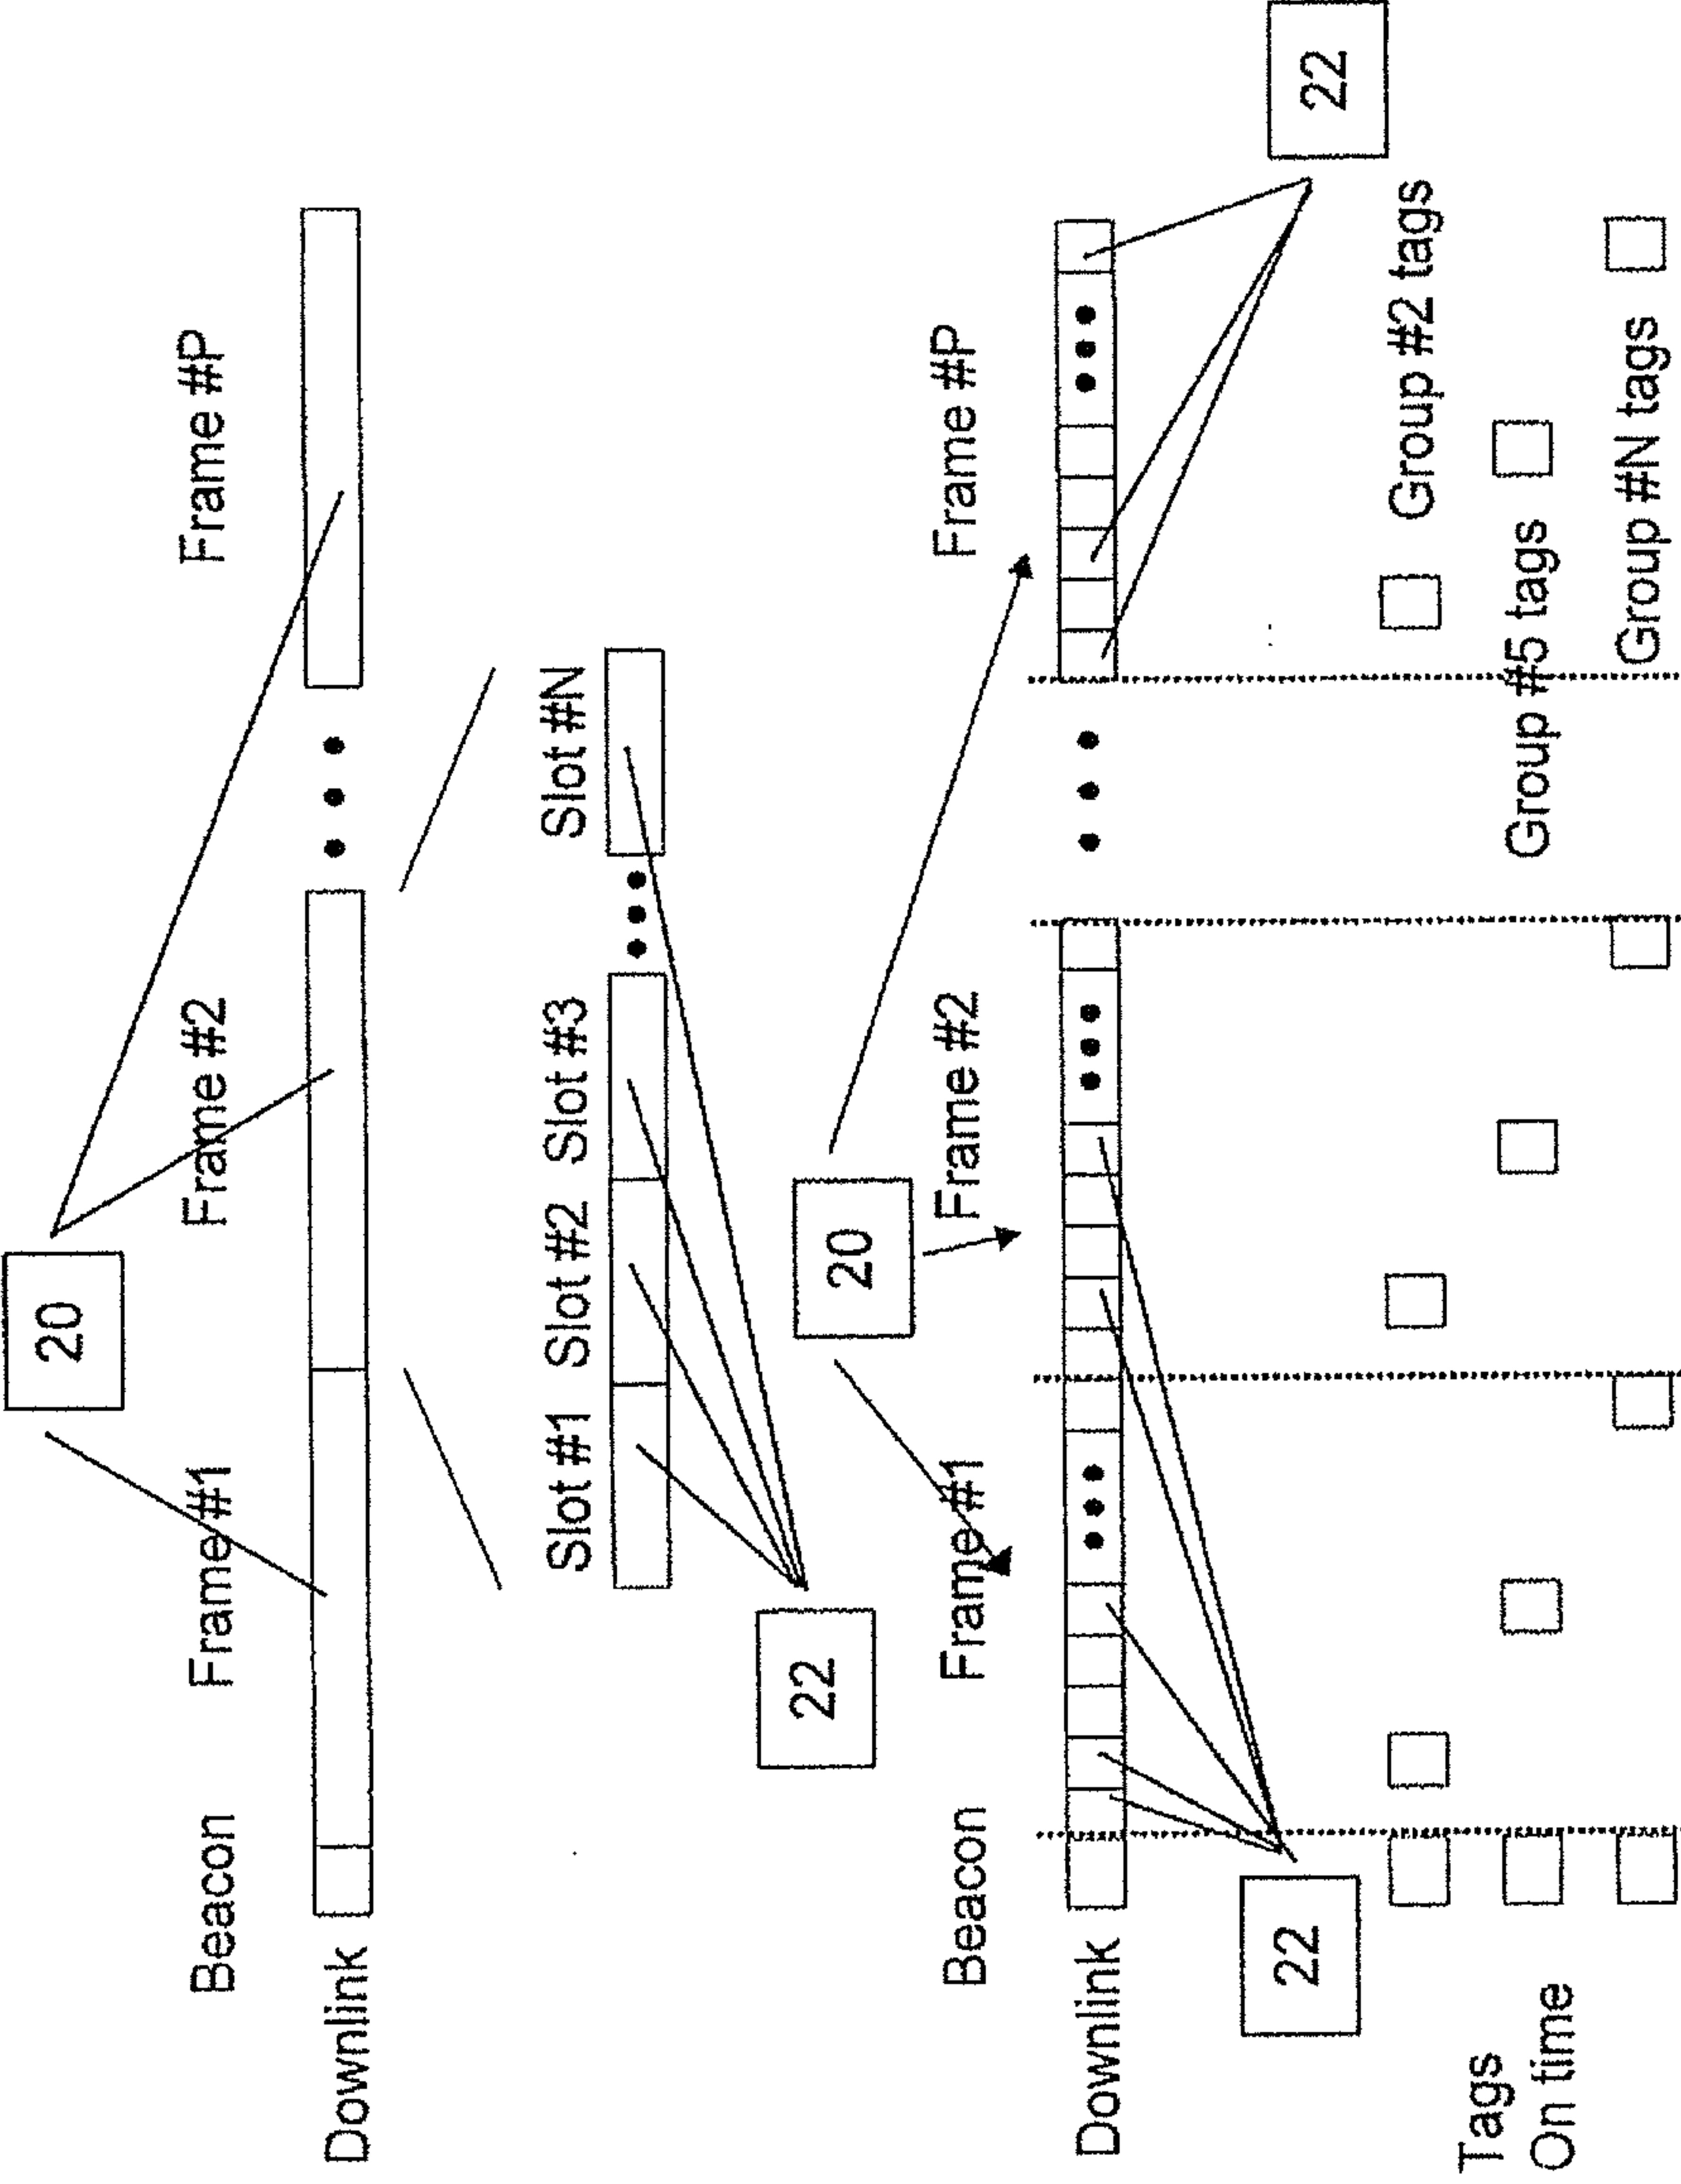 20
Beacon Frame#1 Frame #2 Frame #P
Downlink
Slot #1 Slot #2 Slot #3 Slot #N
22
20
Beacon Frame#1 Frame #2 Frame #P
Downlink
22
22
Group #2 tags
Tags
On time
Group #5 tags
Group #N tags